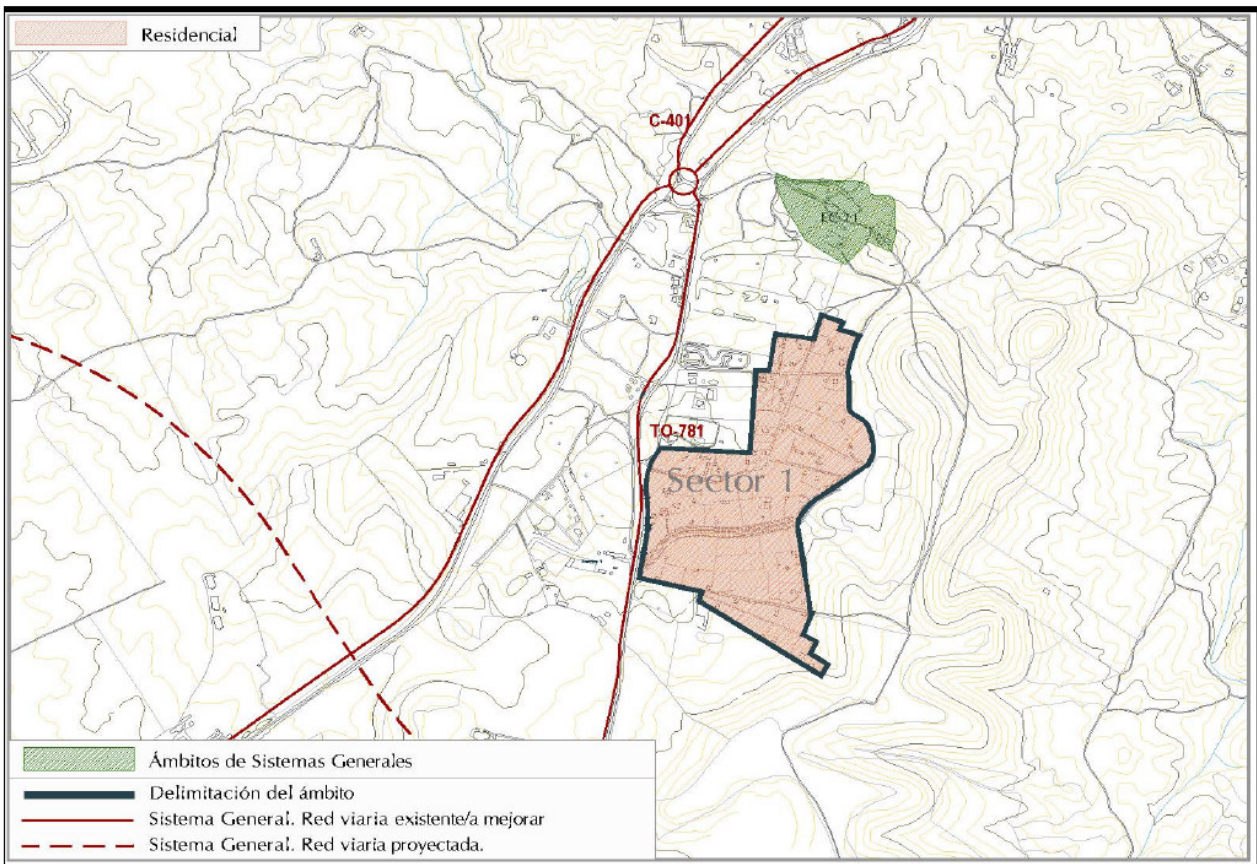 Residencial
C-401
TO-781
Sector 1
Ámbitos de Sistemas Generales
Delimitación del ámbito
Sistema General. Red viaria existente/a mejorar
Sistema General. Red viaria proyectada.